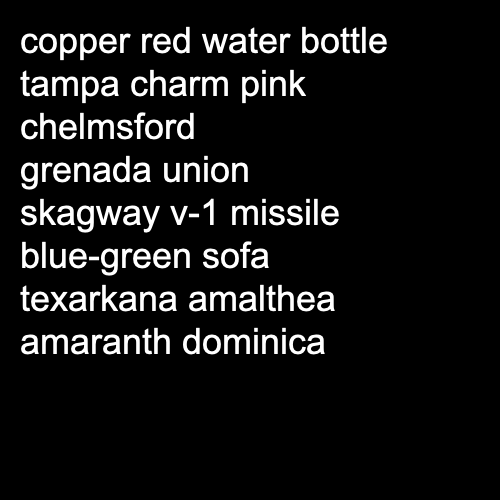 copper red water bottle
tampa charm pink
chelmsford
grenada union
skagway v-1 missile
blue-green sofa
texarkana amalthea
amaranth dominica